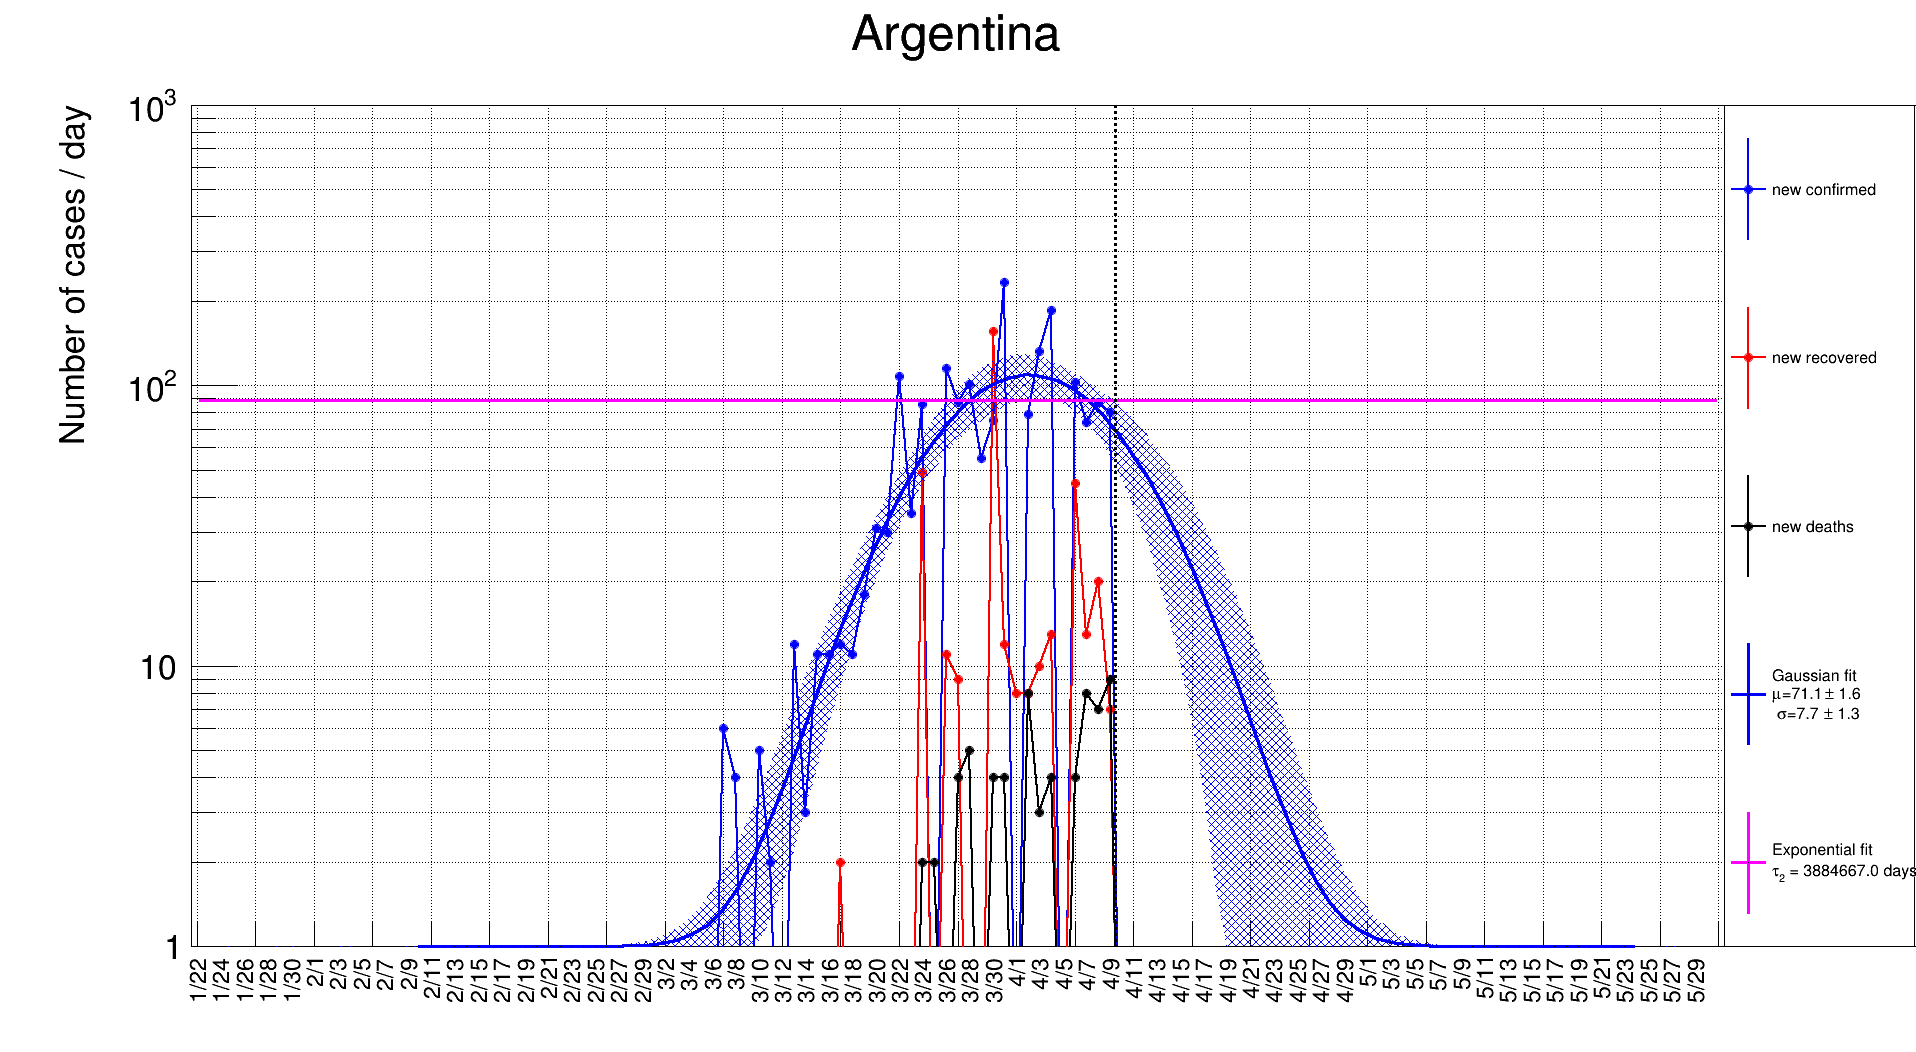 Argentina
Number of cases / day
10³
10²
10
1
1/22 1/24 1/26 1/28 1/30 2/1 2/3 2/5 2/7 2/9 2/11 2/13 2/15 2/17 2/19 2/21 2/23 2/25 2/27 2/29 3/2 3/4 3/6 3/8 3/10 3/12 3/14 3/16 3/18 3/20 3/22 3/24 3/26 3/28 3/30 4/1 4/3 4/5 4/7 4/9 4/11 4/13 4/15 4/17 4/19 4/21 4/23 4/25 4/27 4/29 5/1 5/3 5/5 5/7 5/9 5/11 5/13 5/15 5/17 5/19 5/21 5/23 5/25 5/27 5/29
new confirmed
new recovered
new deaths
Gaussian fit
μ=71.1 ± 1.6
σ=7.7 ± 1.3
Exponential fit
τ₂ = 3884667.0 days